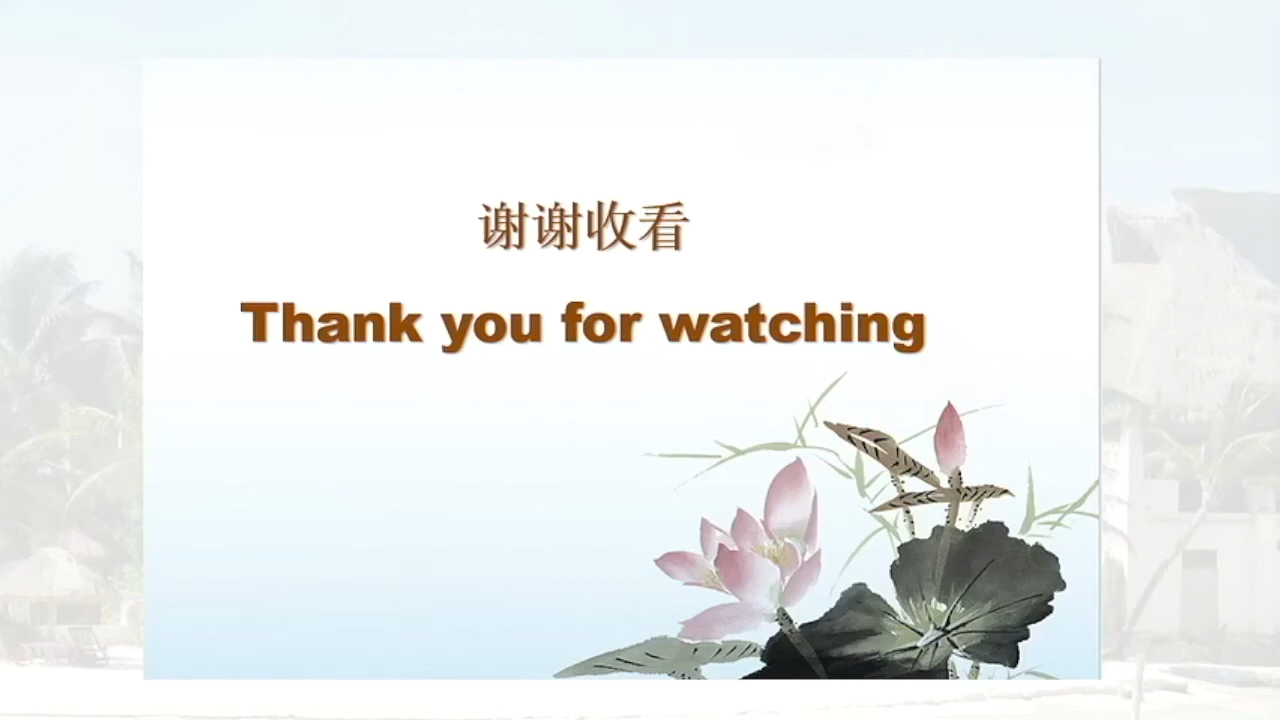 谢谢收看
Thank you for watching